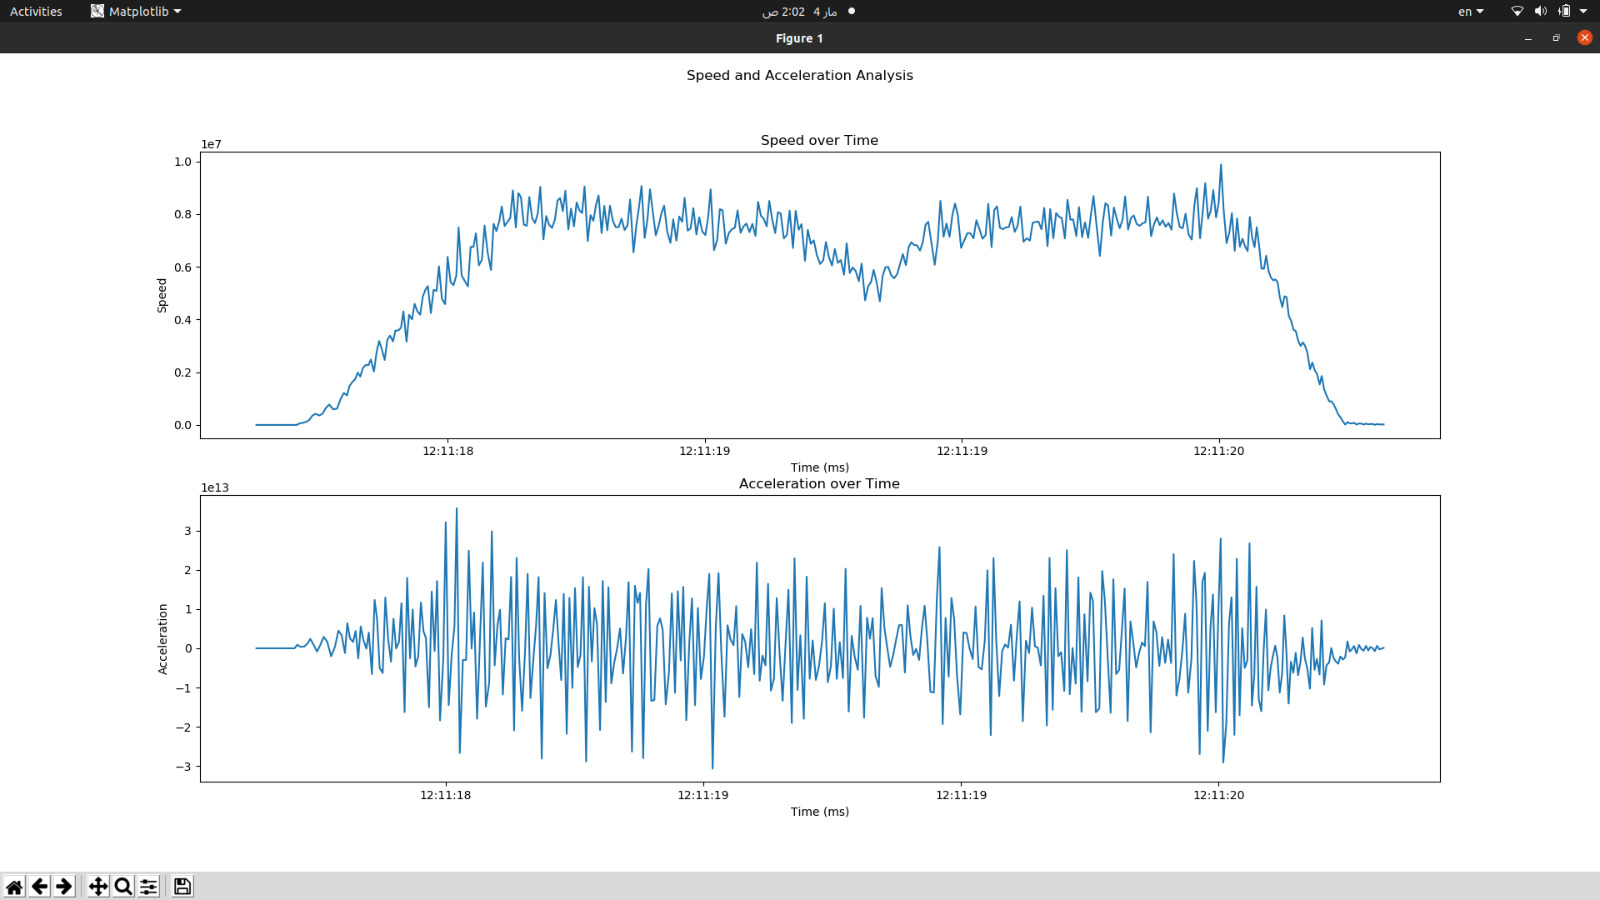 Activities Matplotlib مار 4 2:02 ص en
Figure 1
Speed and Acceleration Analysis
Speed over Time
1e7
1.0
0.8
0.6
0.4
0.2
0.0
Speed
12:11:18 12:11:19 12:11:19 12:11:20
Time (ms)
Acceleration over Time
1e13
3
2
1
0
−1
−2
−3
Acceleration
12:11:18 12:11:19 12:11:19 12:11:20
Time (ms)